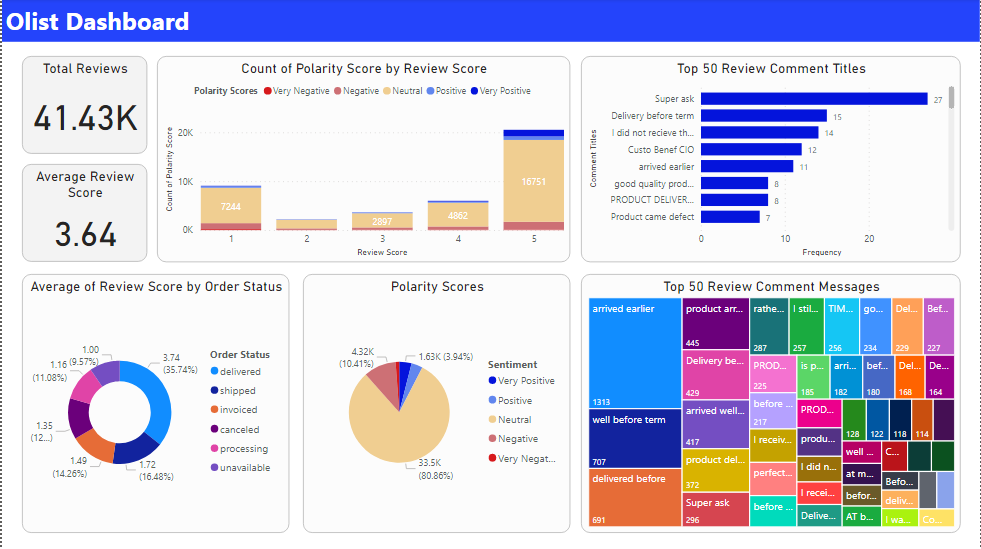 Olist Dashboard
Total Reviews
41.43K
Average Review
Score
3.64
Count of Polarity Score by Review Score
Polarity Scores Very Negative Negative Neutral Positive Very Positive
Count of Polarity Score
20K
10K
0K
7244
2897
4862
16751
1 2 3 4 5
Review Score
Top 50 Review Comment Titles
Comment Titles
Super ask 27
Delivery before term 15
I did not recieve th... 14
Custo Benef CIO 12
arrived earlier 11
good quality prod... 8
PRODUCT DELIVER... 8
Product came defect 7
0 10 20
Frequency
Average of Review Score by Order Status
1.00
(9.57%)
1.16
(11.08%)
1.35
(12...)
1.49
(14.26%)
1.72
(16.48%)
3.74
(35.74%)
Order Status
delivered
shipped
invoiced
canceled
processing
unavailable
Polarity Scores
4.32K
(10.41%)
1.63K (3.94%)
33.5K
(80.86%)
Sentiment
Very Positive
Positive
Neutral
Negative
Very Negat...
Top 50 Review Comment Messages
arrived earlier
1313
well before term
707
delivered before
691
product arr...
445
Delivery be...
429
arrived well...
417
product del...
372
Super ask
296
rathe...
287
I stil...
257
TIM...
256
go...
234
Del...
229
Bef...
227
PROD...
225
is p...
185
arri...
182
bef...
180
Del...
168
De...
164
before ...
217
I receiv...
perfect...
before ...
PROD...
produ...
I did n...
I recei...
Delive...
128
122
118
114
well ...
at m...
befor...
AT b...
C...
Befo...
deliv...
I wa...
Co...